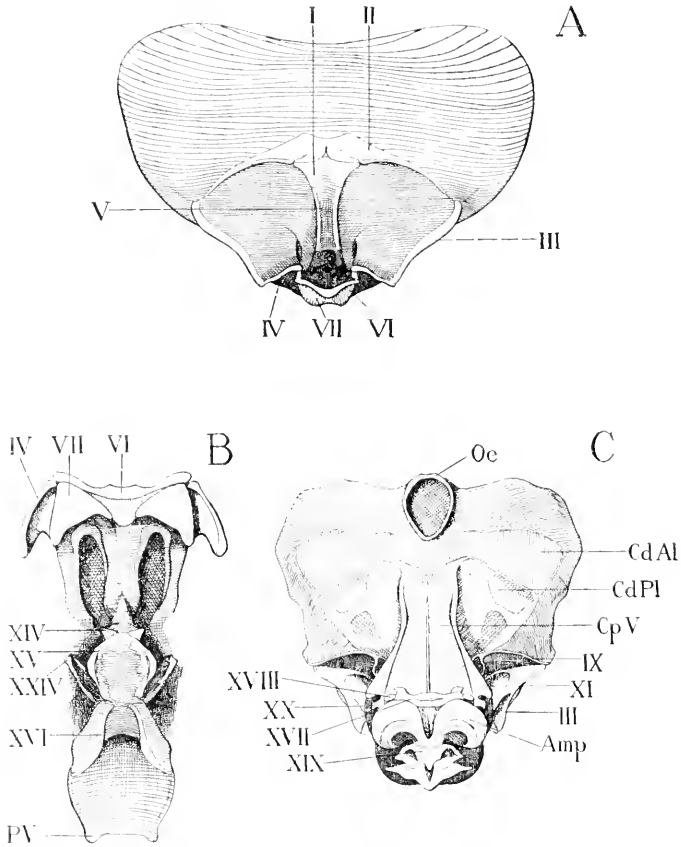 A
I II
V
III
IV VII VI
B
IV VII VI
XIV
XV
XXIV
XVI
PV
C
Oc
CdAl
CdPl
CpV
IX
XVIII
XI
XX
III
XVII
Amp
XIX